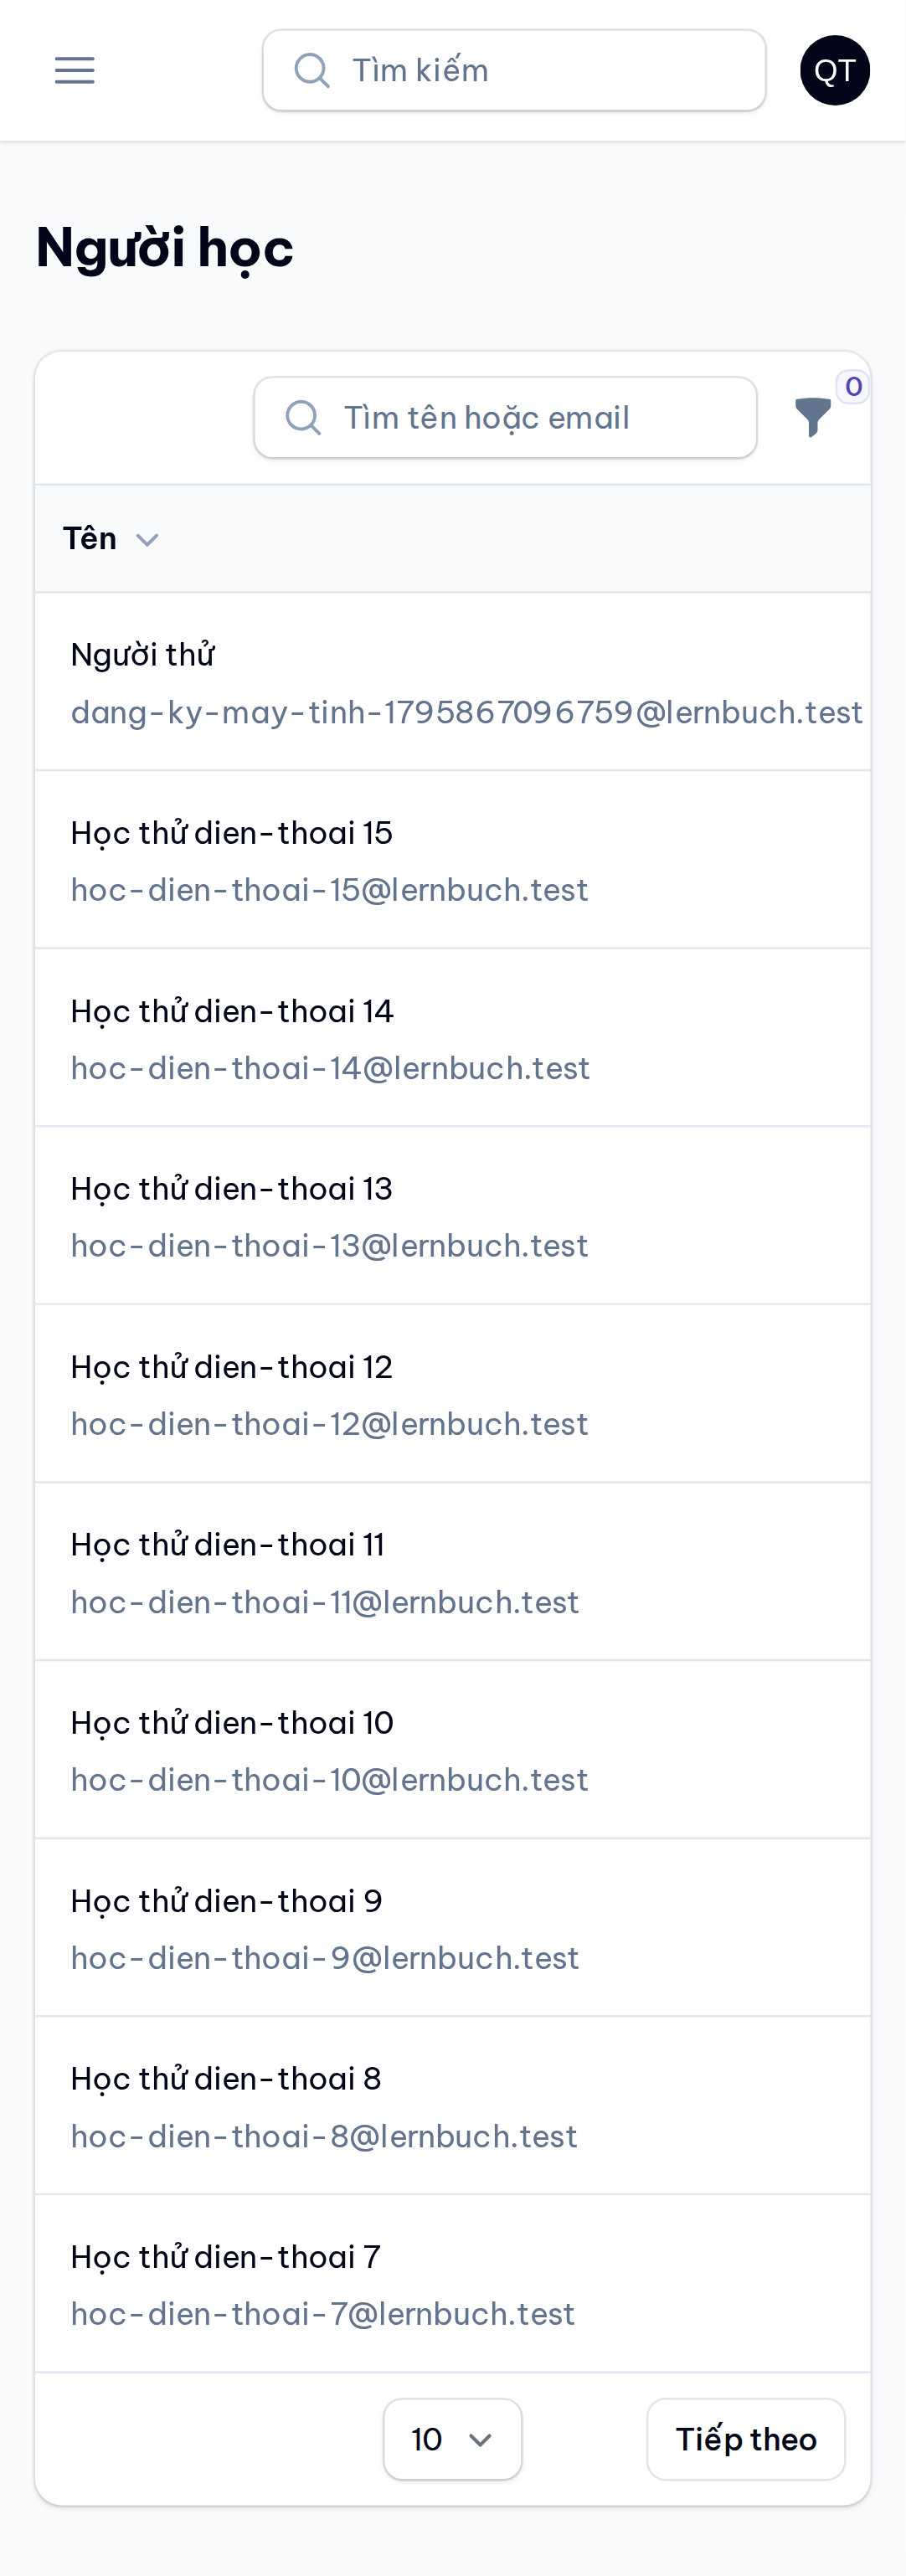 Tìm kiếm
QT
Người học
Tìm tên hoặc email
0
Tên
Người thử
dang-ky-may-tinh-1795867096759@lernbuch.test
Học thử dien-thoai 15
hoc-dien-thoai-15@lernbuch.test
Học thử dien-thoai 14
hoc-dien-thoai-14@lernbuch.test
Học thử dien-thoai 13
hoc-dien-thoai-13@lernbuch.test
Học thử dien-thoai 12
hoc-dien-thoai-12@lernbuch.test
Học thử dien-thoai 11
hoc-dien-thoai-11@lernbuch.test
Học thử dien-thoai 10
hoc-dien-thoai-10@lernbuch.test
Học thử dien-thoai 9
hoc-dien-thoai-9@lernbuch.test
Học thử dien-thoai 8
hoc-dien-thoai-8@lernbuch.test
Học thử dien-thoai 7
hoc-dien-thoai-7@lernbuch.test
10
Tiếp theo